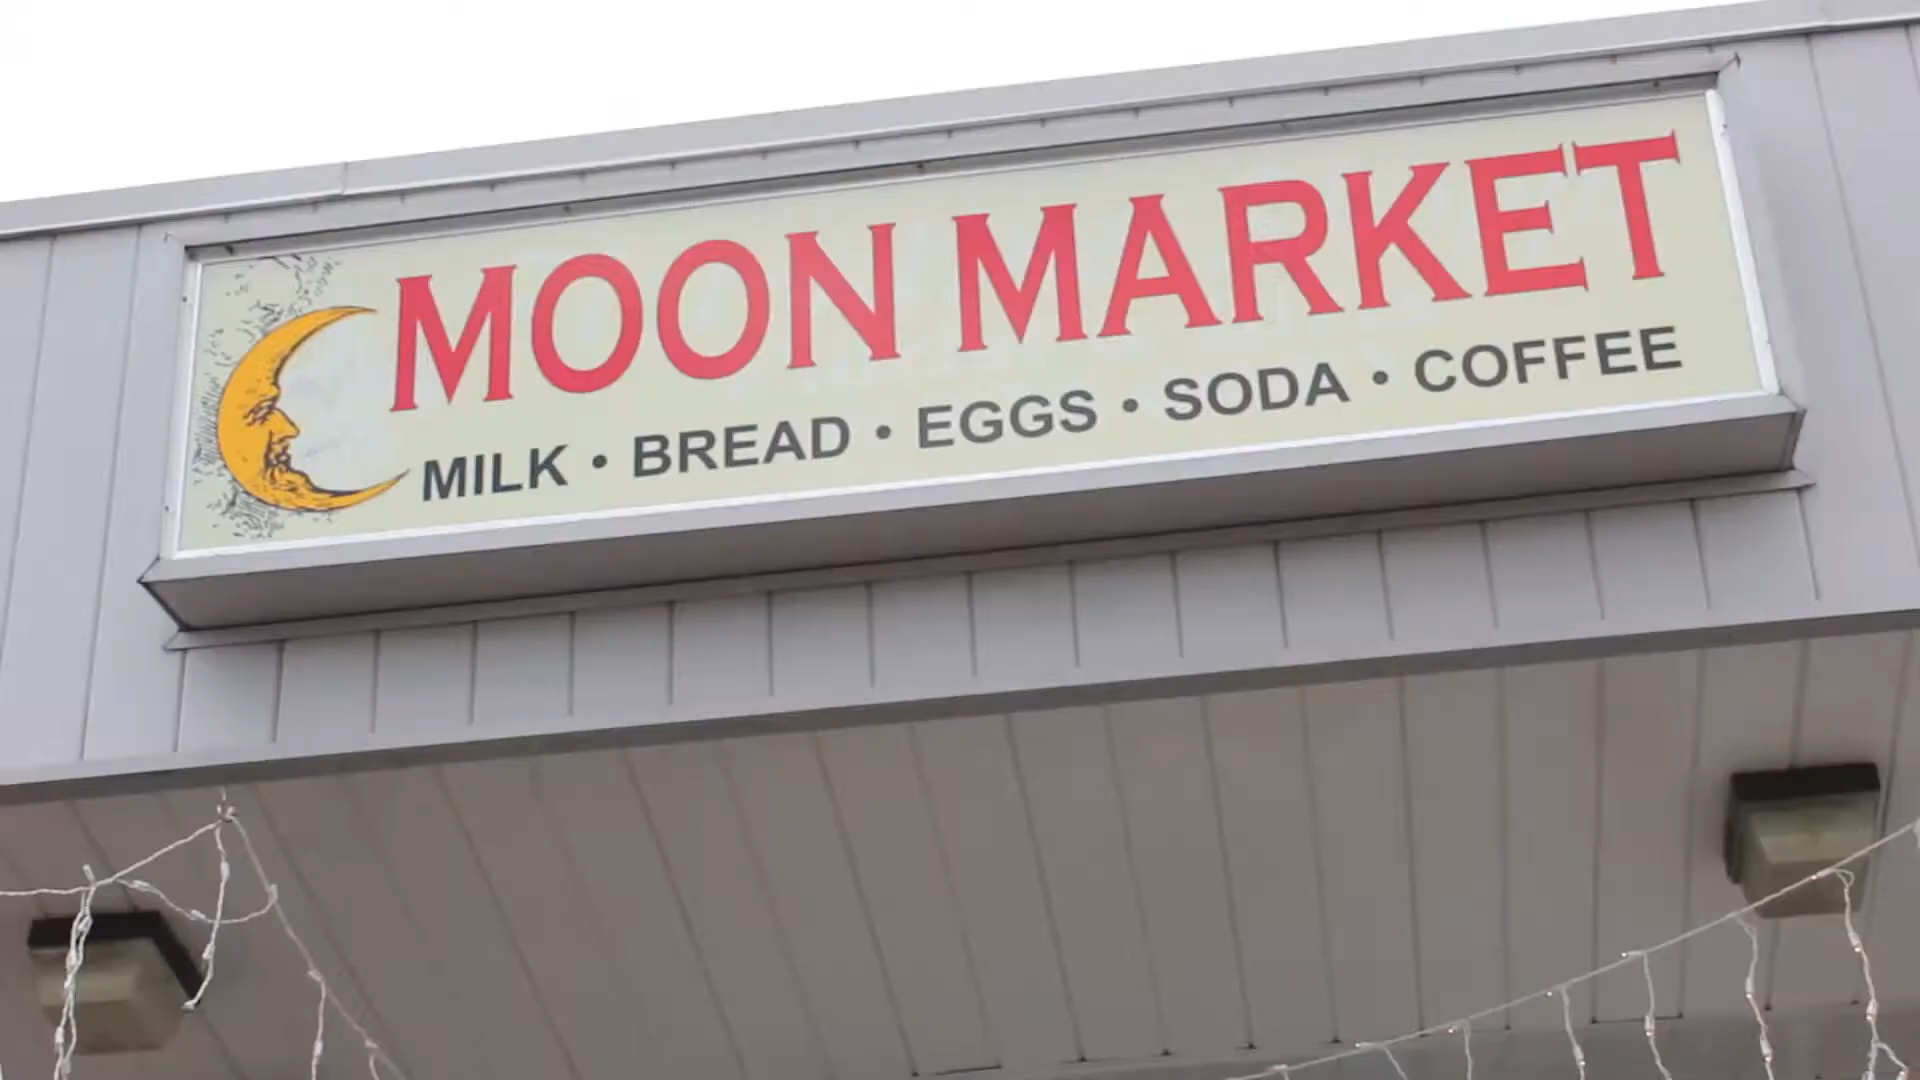 MOON MARKET
MILK • BREAD • EGGS • SODA • COFFEE